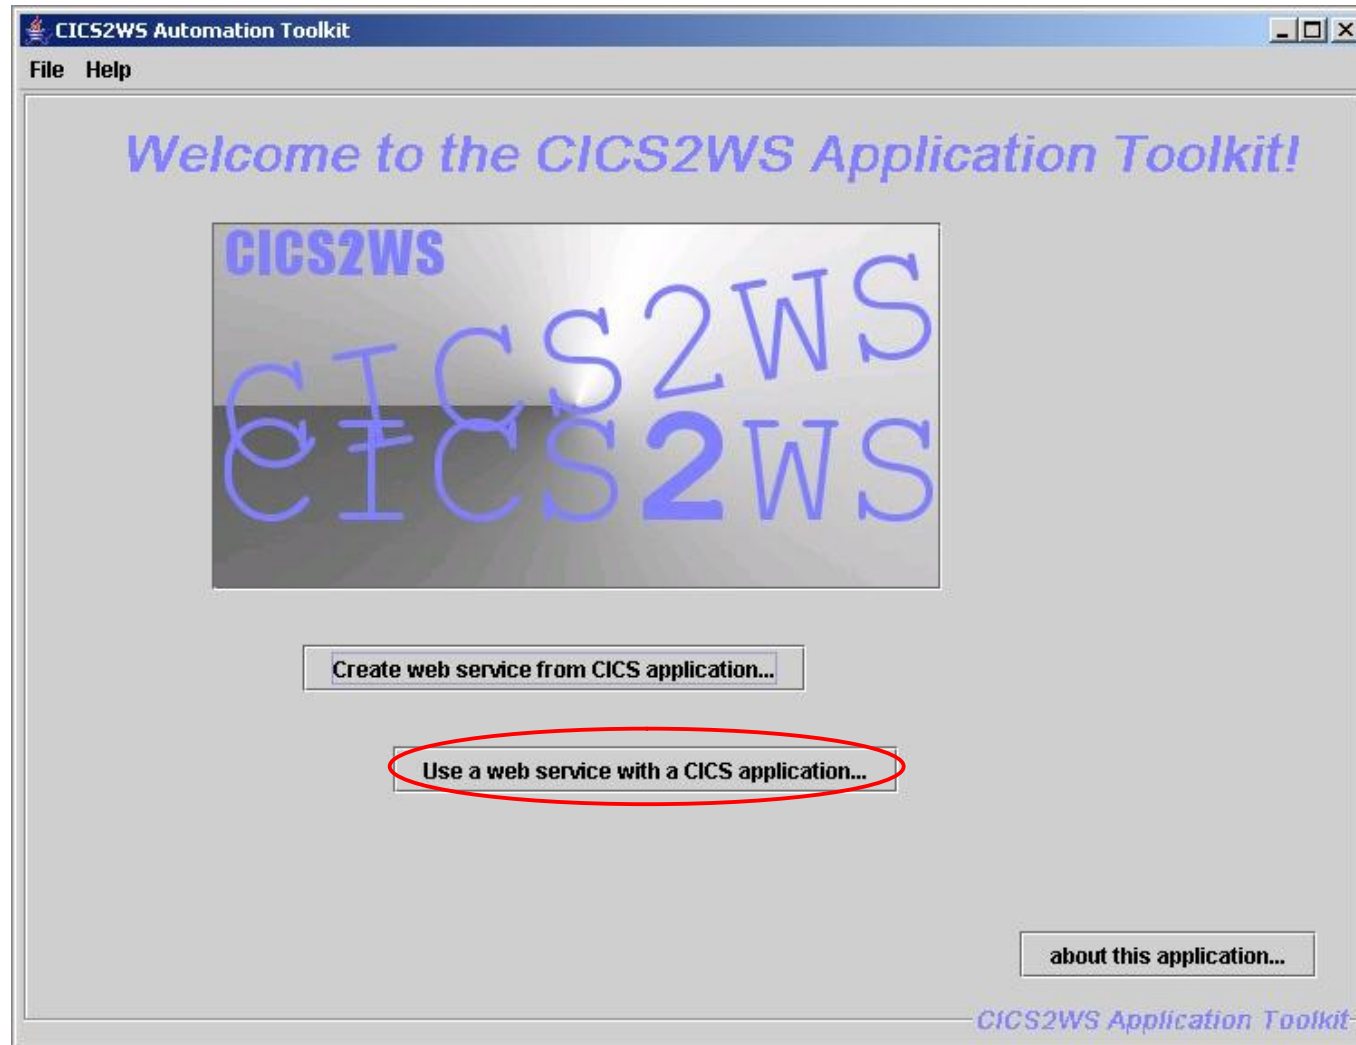 CICS2WS Automation Toolkit
File Help
Welcome to the CICS2WS Application Toolkit!
CICS2WS
CICS2WS
CICS2WS
Create web service from CICS application...
Use a web service with a CICS application...
about this application...
CICS2WS Application Toolkit